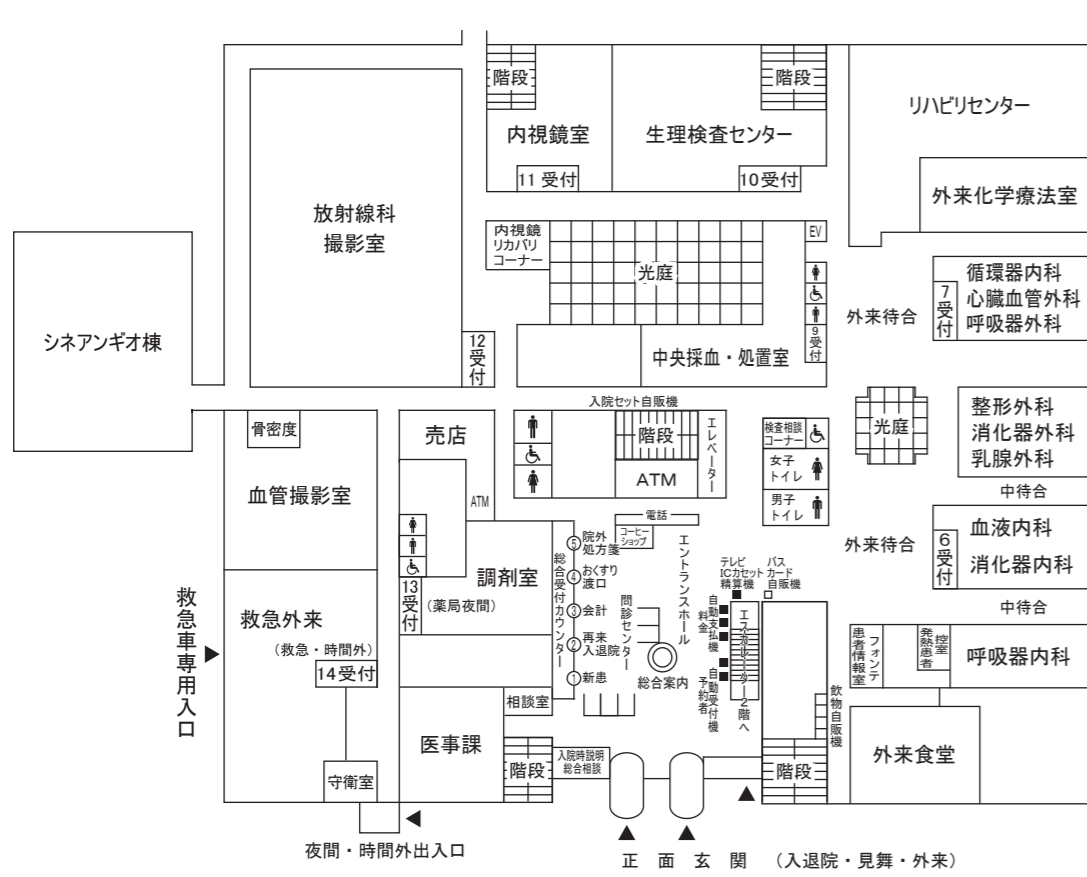 階段
階段
リハビリセンター
内視鏡室
生理検査センター
11 受付
10受付
外来化学療法室
放射線科
撮影室
内視鏡
リカバリ
コーナー
光庭
EV
9受付
中央採血・処置室
外来待合
7受付
循環器内科
心臓血管外科
呼吸器外科
シネアンギオ棟
12受付
入院セット自販機
骨密度
売店
階段
エレベーター
ATM
検査相談
コーナー
女子
トイレ
男子
トイレ
光庭
整形外科
消化器外科
乳腺外科
中待合
血管撮影室
ATM
電話
コーヒー
ショップ
外来待合
6受付
血液内科
消化器内科
中待合
調剤室
(薬局夜間)
13受付
総合受付カウンター
⑤院外
処方箋
④おくすり
渡口
③会計
②再来
入退院
①新患
問診センター
エントランスホール
総合案内
テレビ
ICカセット
精算機
バス
カード
自販機
料金
自動支払機
予約者
自動受付機
エスカレーター2階へ
飲物自販機
患者情報室
フォンテ
発熱患者
控室
呼吸器内科
外来食堂
救急車専用入口
救急外来
(救急・時間外)
14受付
守衛室
医事課
相談室
階段
入院時説明
総合相談
階段
夜間・時間外出入口
正面玄関 (入退院・見舞・外来)